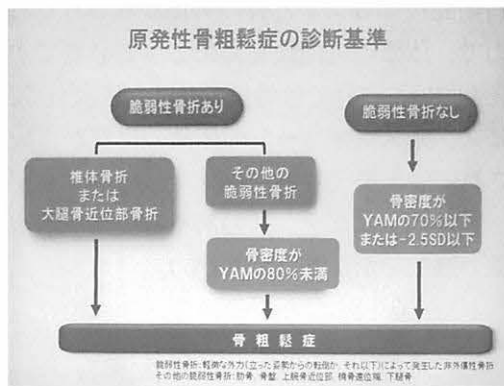 原発性骨粗鬆症の診断基準
脆弱性骨折あり
脆弱性骨折なし
椎体骨折
または
大腿骨近位部骨折
その他の
脆弱性骨折
骨密度が
YAMの80%未満
骨密度が
YAMの70%以下
または-2.5SD以下
骨粗鬆症
脆弱性骨折:軽微な外力(立った姿勢からの転倒か、それ以下)によって発生した非外傷性骨折
その他の脆弱性骨折:肋骨、骨盤、上腕骨近位部、橈骨遠位端、下腿骨